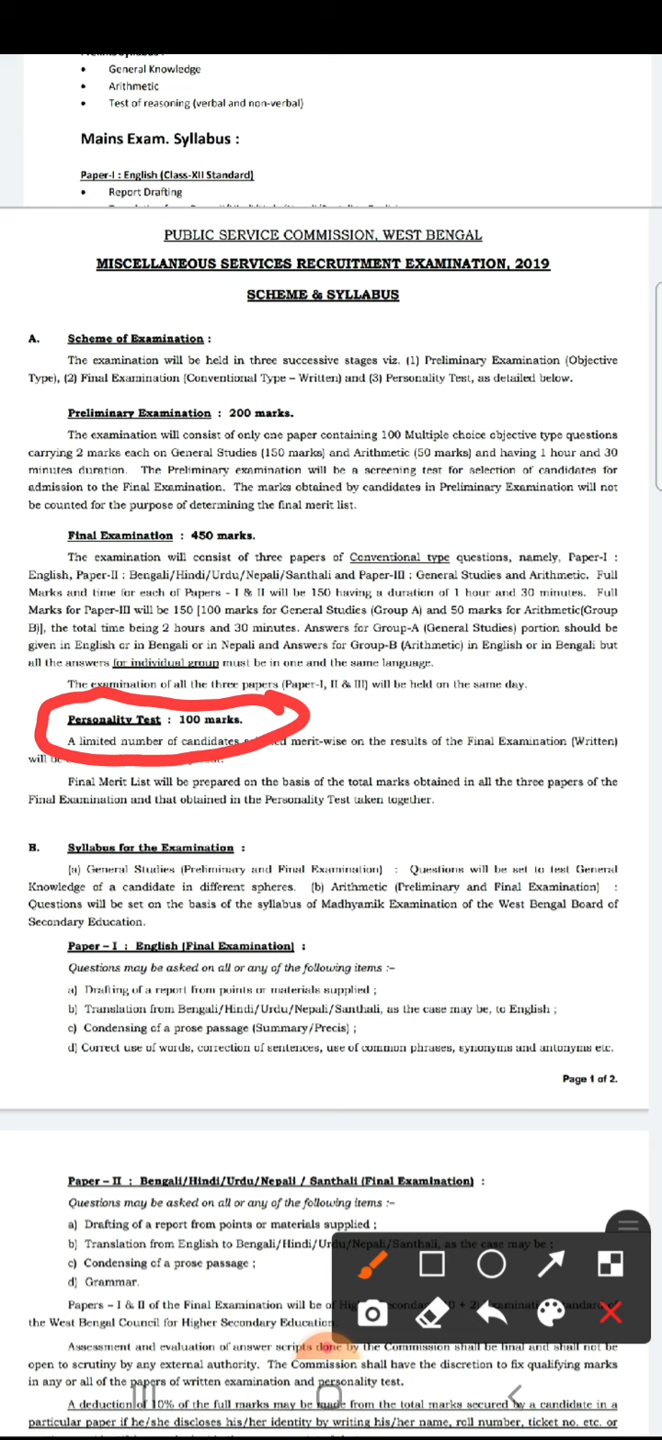 • General Knowledge
• Arithmetic
• Test of reasoning (verbal and non-verbal)
Mains Exam. Syllabus :
Paper-I : English (Class-XII Standard)
• Report Drafting
PUBLIC SERVICE COMMISSION, WEST BENGAL
MISCELLANEOUS SERVICES RECRUITMENT EXAMINATION, 2019
SCHEME & SYLLABUS
A. Scheme of Examination :
The examination will be held in three successive stages viz. (1) Preliminary Examination (Objective
Type), (2) Final Examination (Conventional Type – Written) and (3) Personality Test, as detailed below.
Preliminary Examination : 200 marks.
The examination will consist of only one paper containing 100 Multiple choice objective type questions
carrying 2 marks each on General Studies (150 marks) and Arithmetic (50 marks) and having 1 hour and 30
minutes duration. The Preliminary examination will be a screening test for selection of candidates for
admission to the Final Examination. The marks obtained by candidates in Preliminary Examination will not
be counted for the purpose of determining the final merit list.
Final Examination : 450 marks.
The examination will consist of three papers of Conventional type questions, namely, Paper-I :
English, Paper-II : Bengali/Hindi/Urdu/Nepali/Santhali and Paper-III : General Studies and Arithmetic. Full
Marks and time for each of Papers - I & II will be 150 having a duration of 1 hour and 30 minutes. Full
Marks for Paper-III will be 150 [100 marks for General Studies (Group A) and 50 marks for Arithmetic(Group
B)], the total time being 2 hours and 30 minutes. Answers for Group-A (General Studies) portion should be
given in English or in Bengali or in Nepali and Answers for Group-B (Arithmetic) in English or in Bengali but
all the answers for individual group must be in one and the same language.
The examination of all the three papers (Paper-I, II & III) will be held on the same day.
Personality Test : 100 marks.
A limited number of candidates merit-wise on the results of the Final Examination (Written)
will be
Final Merit List will be prepared on the basis of the total marks obtained in all the three papers of the
Final Examination and that obtained in the Personality Test taken together.
B. Syllabus for the Examination :
(a) General Studies (Preliminary and Final Examination) : Questions will be set to test General
Knowledge of a candidate in different spheres. (b) Arithmetic (Preliminary and Final Examination) :
Questions will be set on the basis of the syllabus of Madhyamik Examination of the West Bengal Board of
Secondary Education.
Paper – I : English (Final Examination) :
Questions may be asked on all or any of the following items :–
a) Drafting of a report from points or materials supplied ;
b) Translation from Bengali/Hindi/Urdu/Nepali/Santhali, as the case may be, to English ;
c) Condensing of a prose passage (Summary/Precis) ;
d) Correct use of words, correction of sentences, use of common phrases, synonyms and antonyms etc.
Page 1 of 2.
Paper – II : Bengali/Hindi/Urdu/Nepali / Santhali (Final Examination) :
Questions may be asked on all or any of the following items :–
a) Drafting of a report from points or materials supplied ;
b) Translation from English to Bengali/Hindi/Urdu/Nepali/Santhali, as the case may be ;
c) Condensing of a prose passage ;
d) Grammar.
Papers – I & II of the Final Examination will be of
the West Bengal Council for Higher Secondary Education.
Assessment and evaluation of answer scripts done by the Commission shall be final and shall not be
open to scrutiny by any external authority. The Commission shall have the discretion to fix qualifying marks
in any or all of the papers of written examination and personality test.
A deduction of 10% of the full marks may be made from the total marks secured by a candidate in a
particular paper if he/she discloses his/her identity by writing his/her name, roll number, ticket no. etc. or